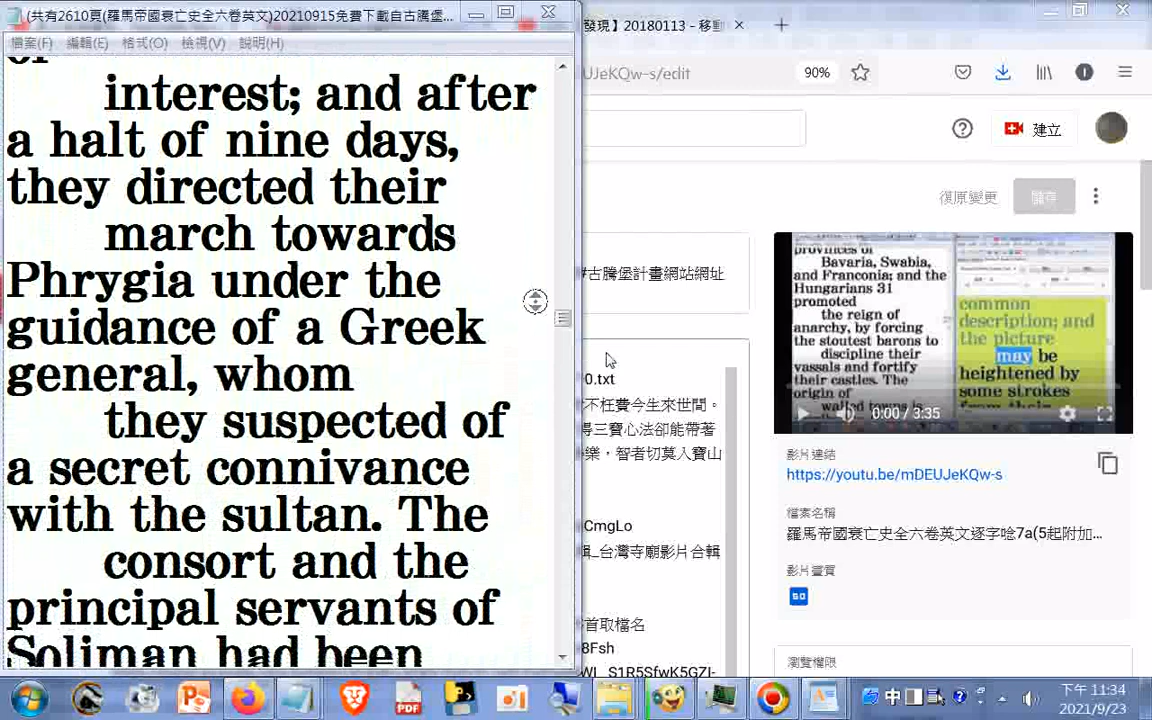 (共有2610頁(羅馬帝國衰亡史全六卷英文)20210915免費下載自古騰堡...
檔案(F) 編輯(E) 格式(O) 檢視(V) 說明(H)
of
interest; and after
a halt of nine days,
they directed their
march towards
Phrygia under the
guidance of a Greek
general, whom
they suspected of
a secret connivance
with the sultan. The
consort and the
principal servants of
Soliman had been
發現】20180113 - 移動
UJeKQw-s/edit
90%
建立
復原變更
儲存
#古騰堡計畫網站網址
0.txt
不枉費今生來世間。
得三寶心法卻能帶著
樂，智者切莫入寶山
CmgLo
輯_台灣寺廟影片合輯
首取檔名
8Fsh
WI_S1R5SfwK5GZI-
provinces of
Bavaria, Swabia,
and Franconia; and the
Hungarians 31
promoted
the reign of
anarchy, by forcing
the stoutest barons to
discipline their
vassals and fortify
their castles. The
origin of
walled towns is
common
description; and
the picture
may be
heightened by
some strokes
from their
0:00 / 3:35
影片連結
https://youtu.be/mDEUJeKQw-s
檔案名稱
羅馬帝國衰亡史全六卷英文逐字唸7a(5起附加...
影片畫質
SD
瀏覽權限
中
下午 11:34
2021/9/23